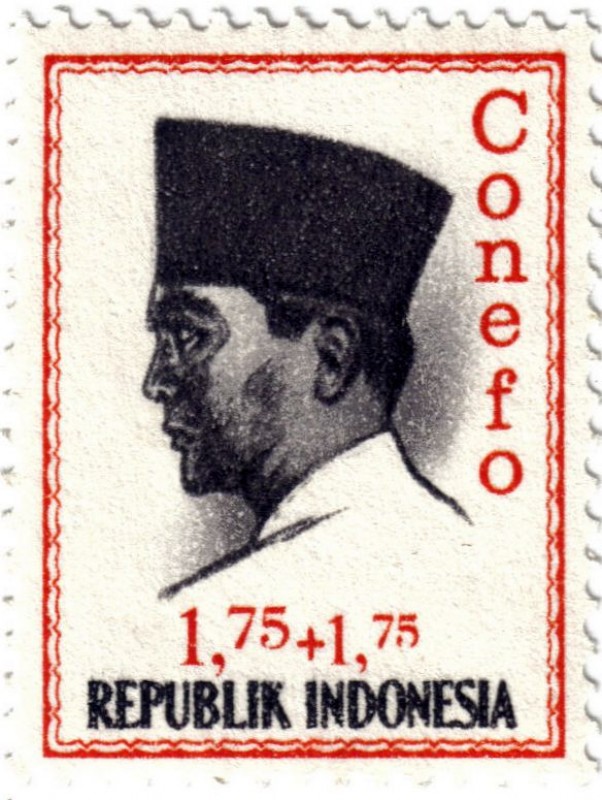 Conefo
1,75+1,75
REPUBLIK INDONESIA